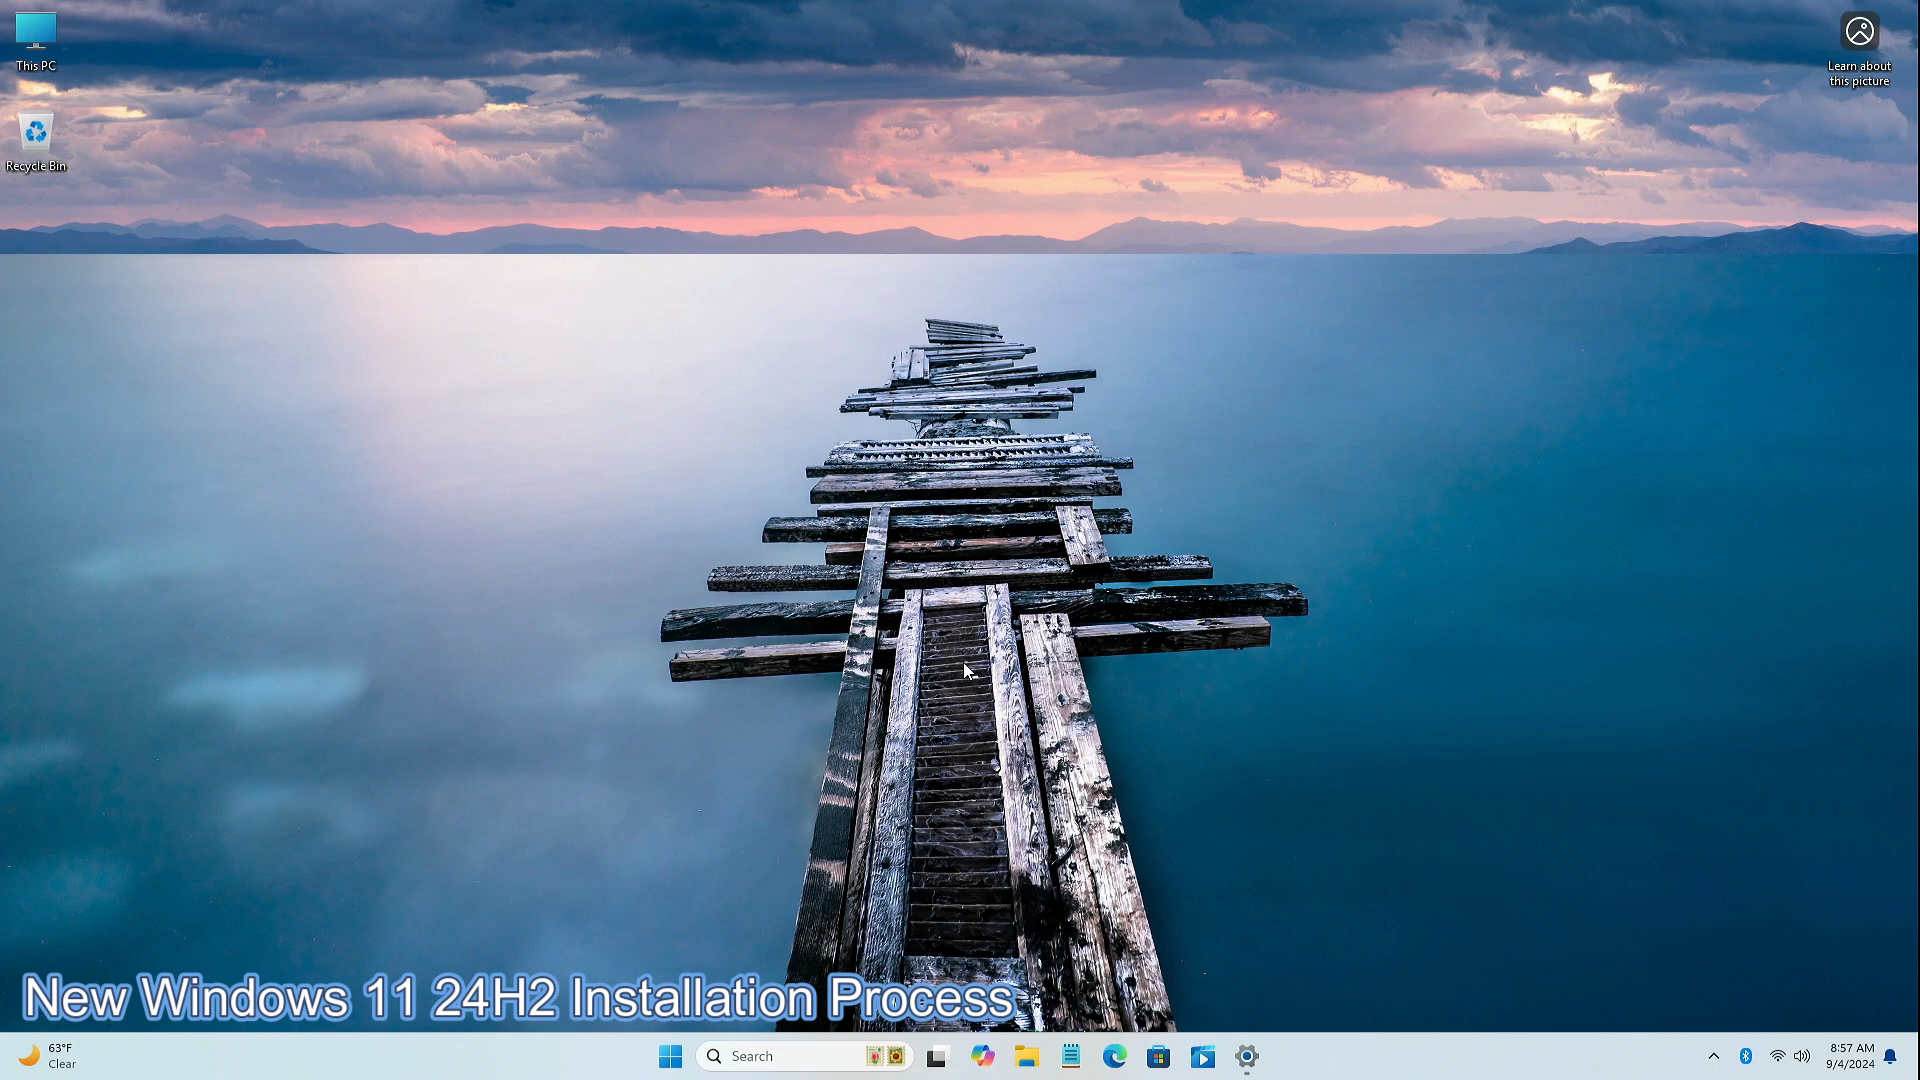 This PC
Learn about
this picture
Recycle Bin
New Windows 11 24H2 Installation Process
63°F
Clear
Search
8:57 AM
9/4/2024